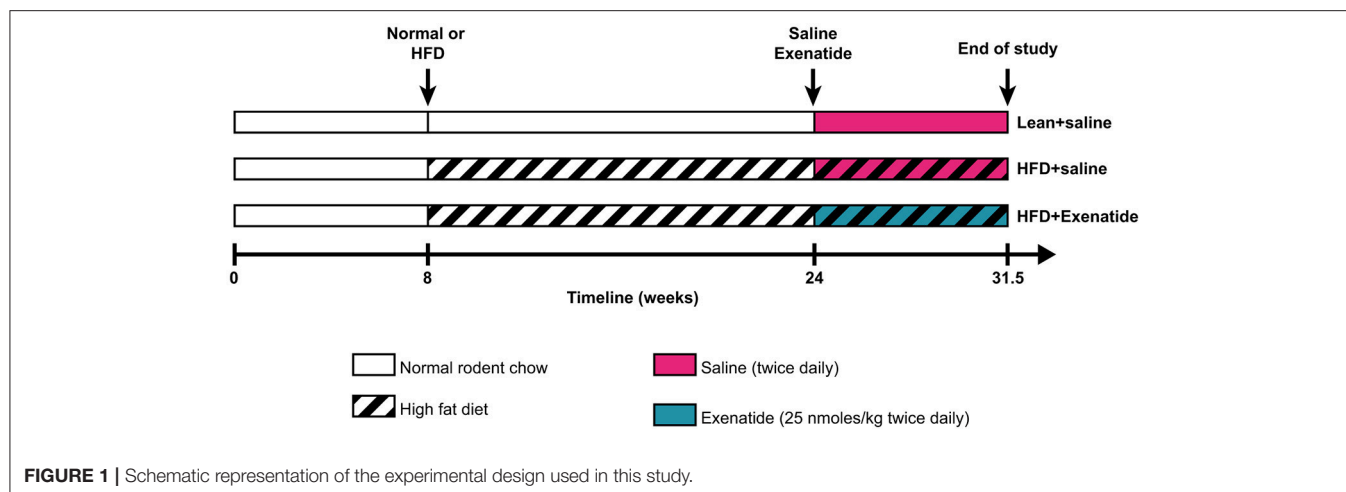 Normal or
HFD
Saline
Exenatide
End of study
Lean+saline
HFD+saline
HFD+Exenatide
0
8
24
31.5
Timeline (weeks)
Normal rodent chow
Saline (twice daily)
High fat diet
Exenatide (25 nmoles/kg twice daily)
FIGURE 1 | Schematic representation of the experimental design used in this study.